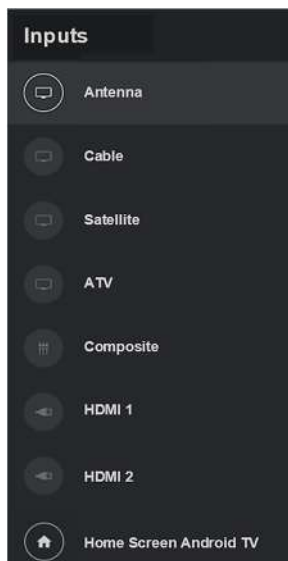 Inputs
Antenna
Cable
Satellite
ATV
Composite
HDMI 1
HDMI 2
Home Screen Android TV